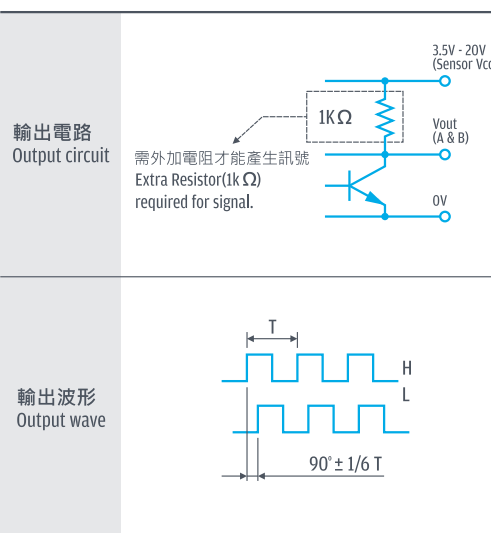 輸出電路
Output circuit
3.5V - 20V
(Sensor Vcc
1KΩ
Vout
(A & B)
需外加電阻才能產生訊號
Extra Resistor(1k Ω)
required for signal.
0V
輸出波形
Output wave
T
H
L
90°± 1/6 T